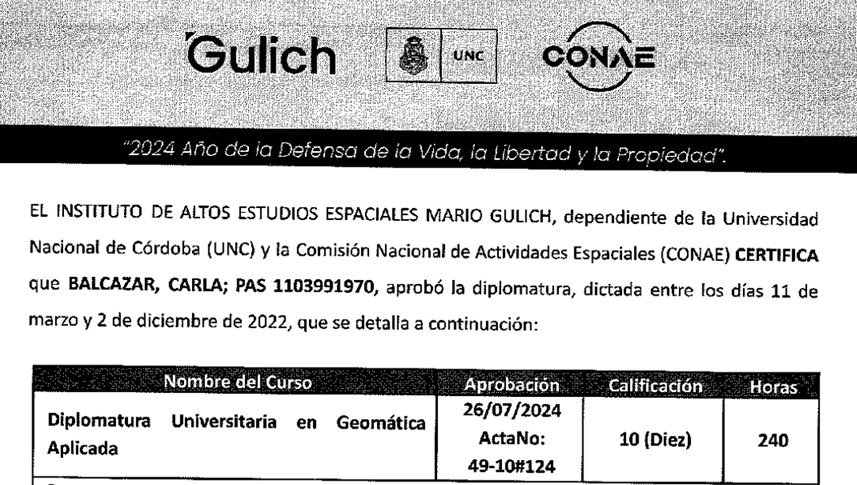 Gulich
UNC
CONAE
"2024 Año de la Defensa de la Vida, la Libertad y la Propiedad".
EL INSTITUTO DE ALTOS ESTUDIOS ESPACIALES MARIO GULICH, dependiente de la Universidad
Nacional de Córdoba (UNC) y la Comisión Nacional de Actividades Espaciales (CONAE) CERTIFICA
que BALCAZAR, CARLA; PAS 1103991970, aprobó la diplomatura, dictada entre los días 11 de
marzo y 2 de diciembre de 2022, que se detalla a continuación:
Nombre del Curso Aprobación Calificación Horas
Diplomatura Universitaria en Geomática
Aplicada
26/07/2024
ActaNo:
49-10#124
10 (Diez)
240